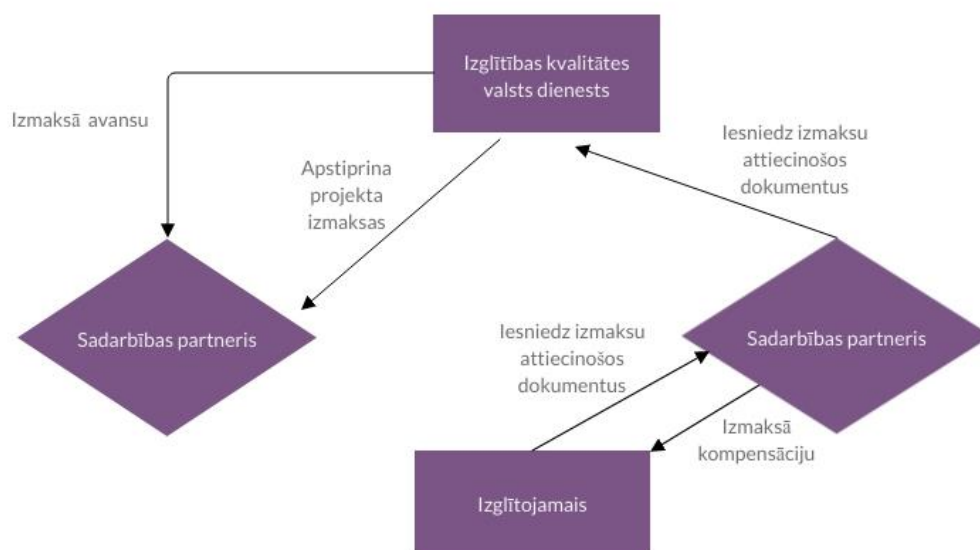 Izglītības kvalitātes
valsts dienests
Izmaksā avansu
Iesniedz izmaksu
attiecinošos
dokumentus
Apstiprina
projekta
izmaksas
Sadarbības partneris
Iesniedz izmaksu
attiecinošos
dokumentus
Sadarbības partneris
Izmaksā
kompensāciju
Izglītojamais